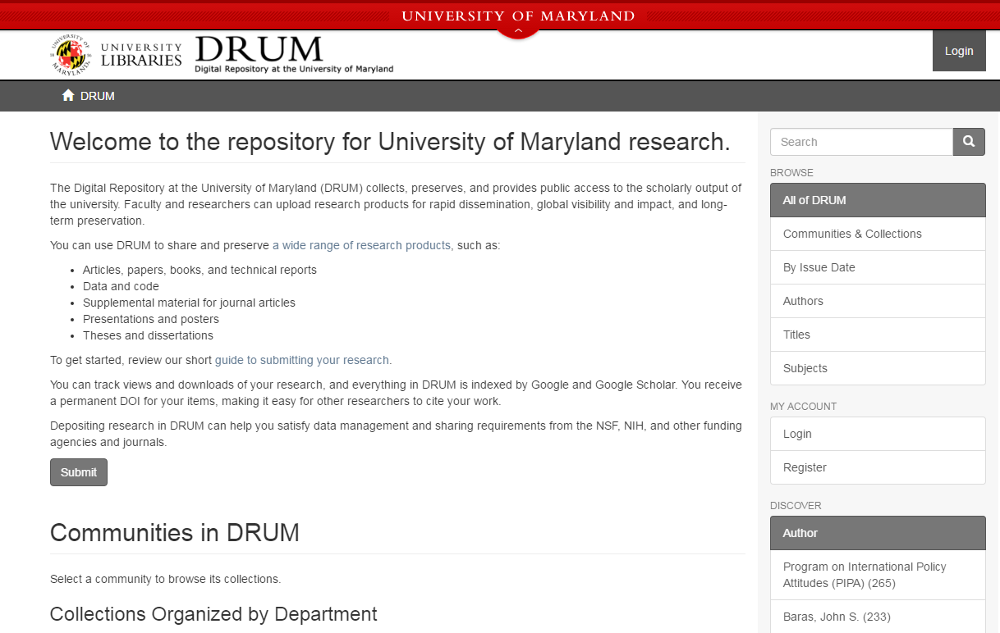 UNIVERSITY OF MARYLAND
UNIVERSITY
LIBRARIES
DRUM
Digital Repository at the University of Maryland
Login
DRUM
Welcome to the repository for University of Maryland research.
The Digital Repository at the University of Maryland (DRUM) collects, preserves, and provides public access to the scholarly output of
the university. Faculty and researchers can upload research products for rapid dissemination, global visibility and impact, and long-
term preservation.
You can use DRUM to share and preserve a wide range of research products, such as:
• Articles, papers, books, and technical reports
• Data and code
• Supplemental material for journal articles
• Presentations and posters
• Theses and dissertations
To get started, review our short guide to submitting your research.
You can track views and downloads of your research, and everything in DRUM is indexed by Google and Google Scholar. You receive
a permanent DOI for your items, making it easy for other researchers to cite your work.
Depositing research in DRUM can help you satisfy data management and sharing requirements from the NSF, NIH, and other funding
agencies and journals.
Submit
Communities in DRUM
Select a community to browse its collections.
Collections Organized by Department
Search
BROWSE
All of DRUM
Communities & Collections
By Issue Date
Authors
Titles
Subjects
MY ACCOUNT
Login
Register
DISCOVER
Author
Program on International Policy
Attitudes (PIPA) (265)
Baras, John S. (233)